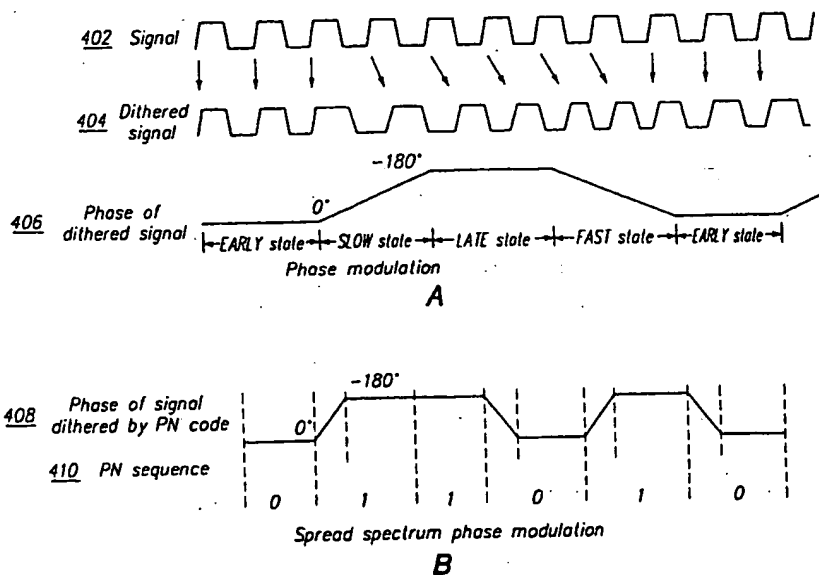 402 Signal
404 Dithered signal
-180°
0°
406 Phase of dithered signal
EARLY state SLOW state LATE state FAST state EARLY state
Phase modulation
A
-180°
408 Phase of signal dithered by PN code
0°
410 PN sequence
0 1 1 0 1 0
Spread spectrum phase modulation
B